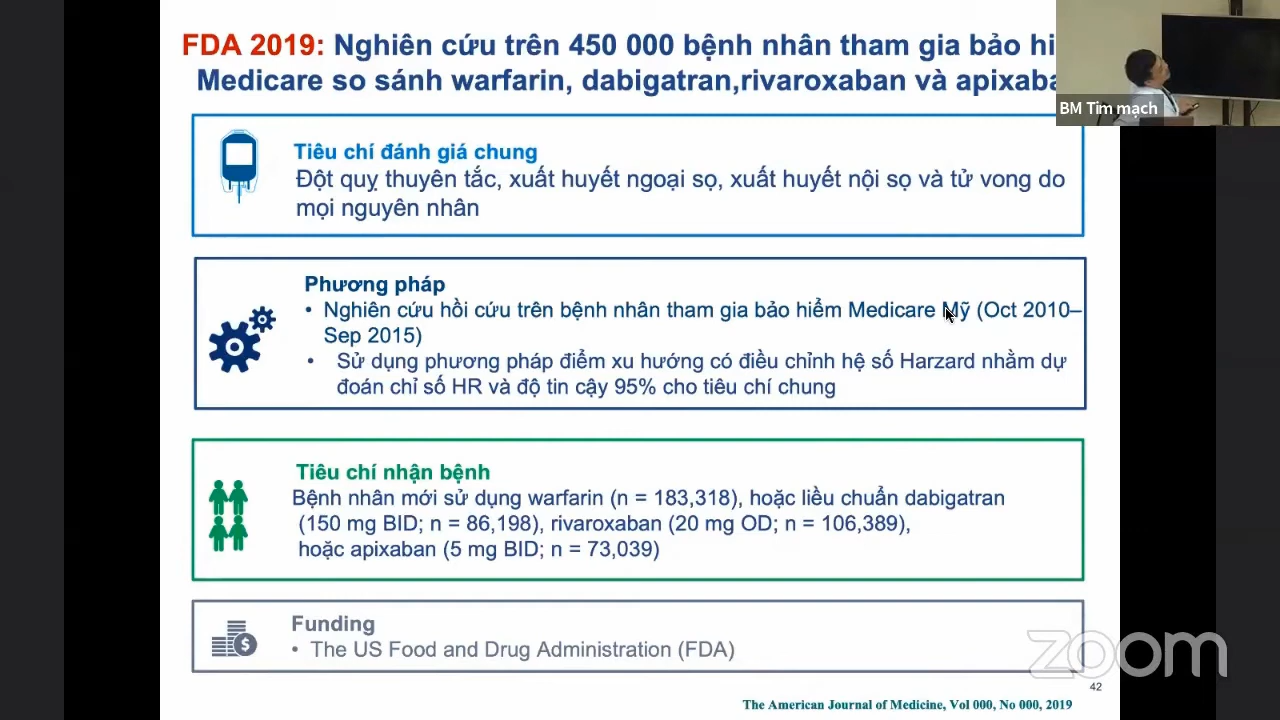 FDA 2019: Nghiên cứu trên 450 000 bệnh nhân tham gia bảo hi
Medicare so sánh warfarin, dabigatran,rivaroxaban và apixaba
BM Tim mạch
Tiêu chí đánh giá chung
Đột quỵ thuyên tắc, xuất huyết ngoại sọ, xuất huyết nội sọ và tử vong do
mọi nguyên nhân
Phương pháp
• Nghiên cứu hồi cứu trên bệnh nhân tham gia bảo hiểm Medicare Mỹ (Oct 2010–
Sep 2015)
• Sử dụng phương pháp điểm xu hướng có điều chỉnh hệ số Harzard nhằm dự
đoán chỉ số HR và độ tin cậy 95% cho tiêu chí chung
Tiêu chí nhận bệnh
Bệnh nhân mới sử dụng warfarin (n = 183,318), hoặc liều chuẩn dabigatran
(150 mg BID; n = 86,198), rivaroxaban (20 mg OD; n = 106,389),
hoặc apixaban (5 mg BID; n = 73,039)
Funding
• The US Food and Drug Administration (FDA)
zoom
42
The American Journal of Medicine, Vol 000, No 000, 2019